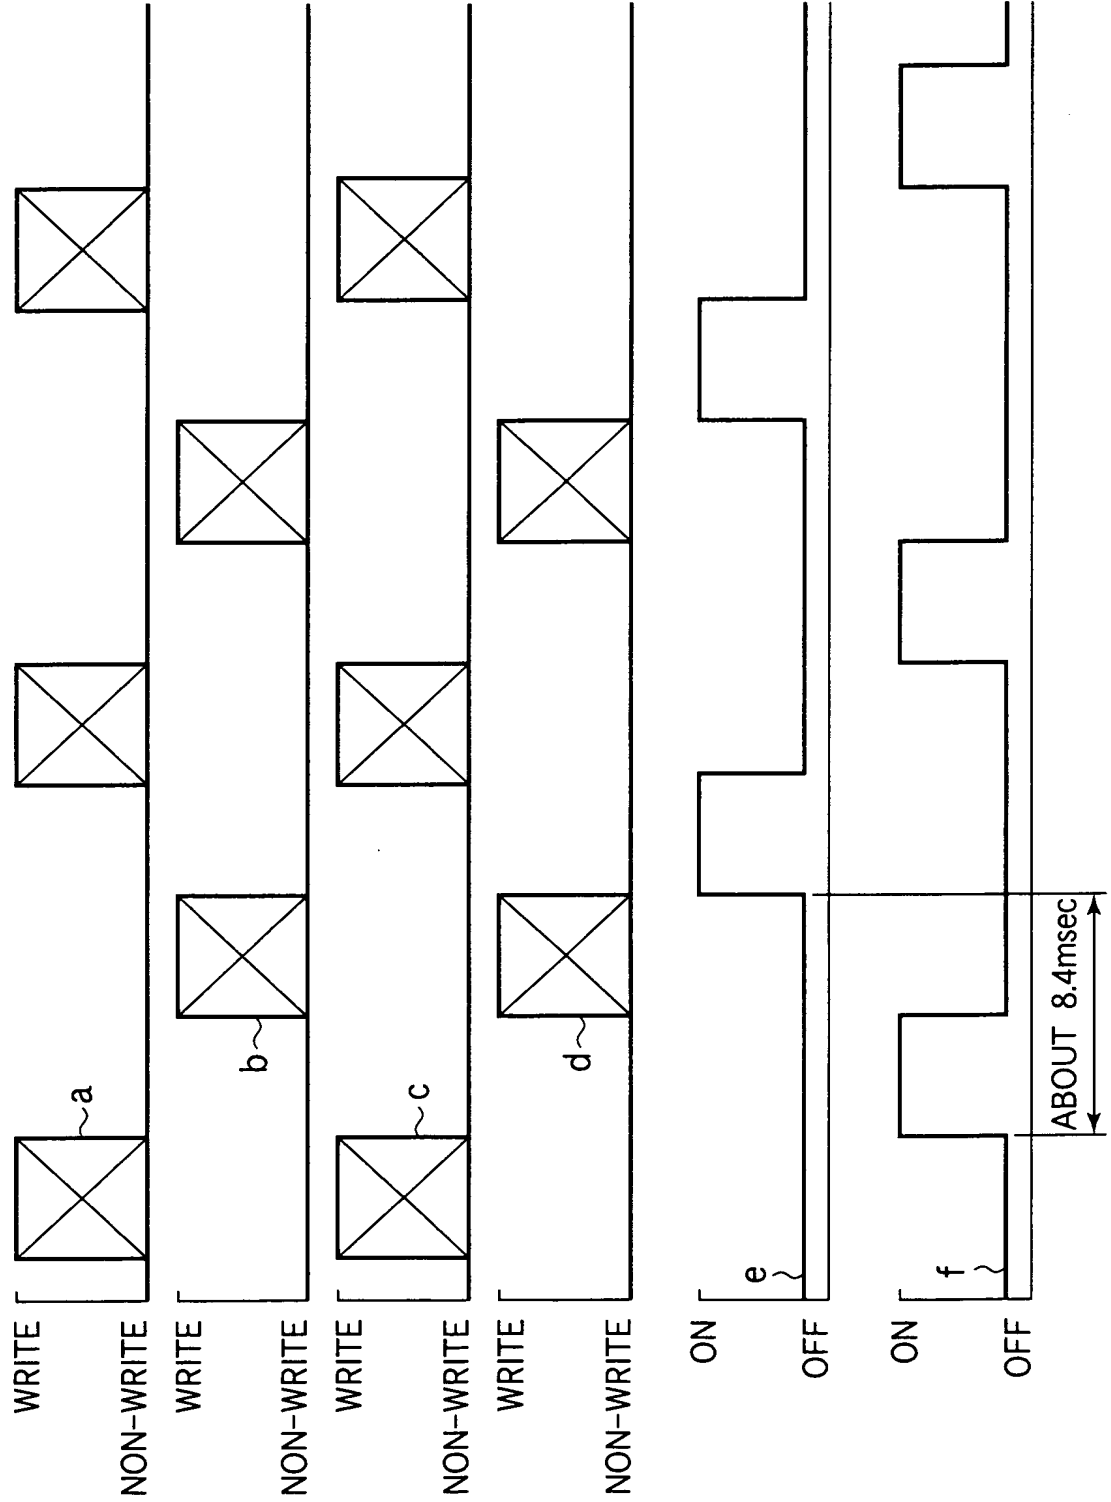 WRITE
NON-WRITE
a
WRITE
NON-WRITE
b
WRITE
NON-WRITE
c
WRITE
NON-WRITE
d
ON
OFF
e
ON
OFF
f
ABOUT 8.4msec